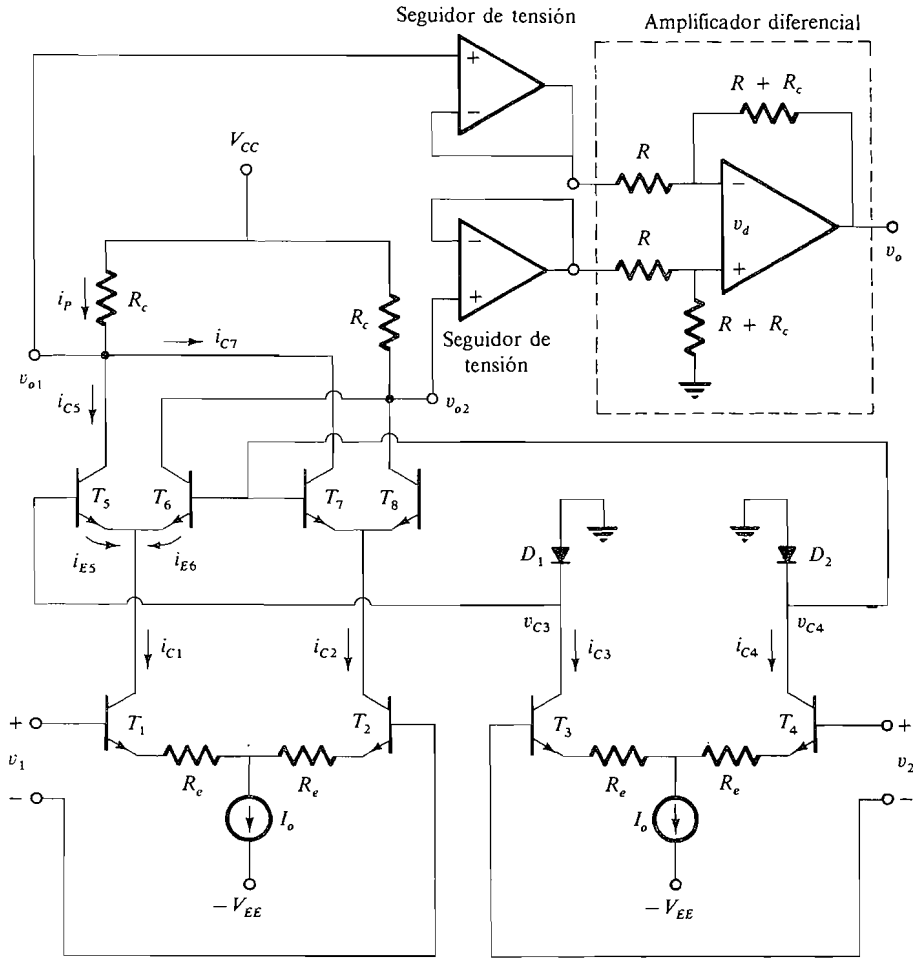 Seguidor de tensión
Amplificador diferencial
+
−
R + R_c
R
−
v_d
+
v_o
V_CC
−
+
R
R + R_c
Seguidor de
tensión
i_P
R_c
R_c
i_C7
v_o1
v_o2
i_C5
T_5
T_6
T_7
T_8
i_E5
i_E6
D_1
D_2
v_C3
v_C4
i_C1
i_C2
i_C3
i_C4
+
v_1
−
T_1
T_2
T_3
T_4
+
v_2
−
R_e
R_e
R_e
R_e
I_o
I_o
−V_EE
−V_EE